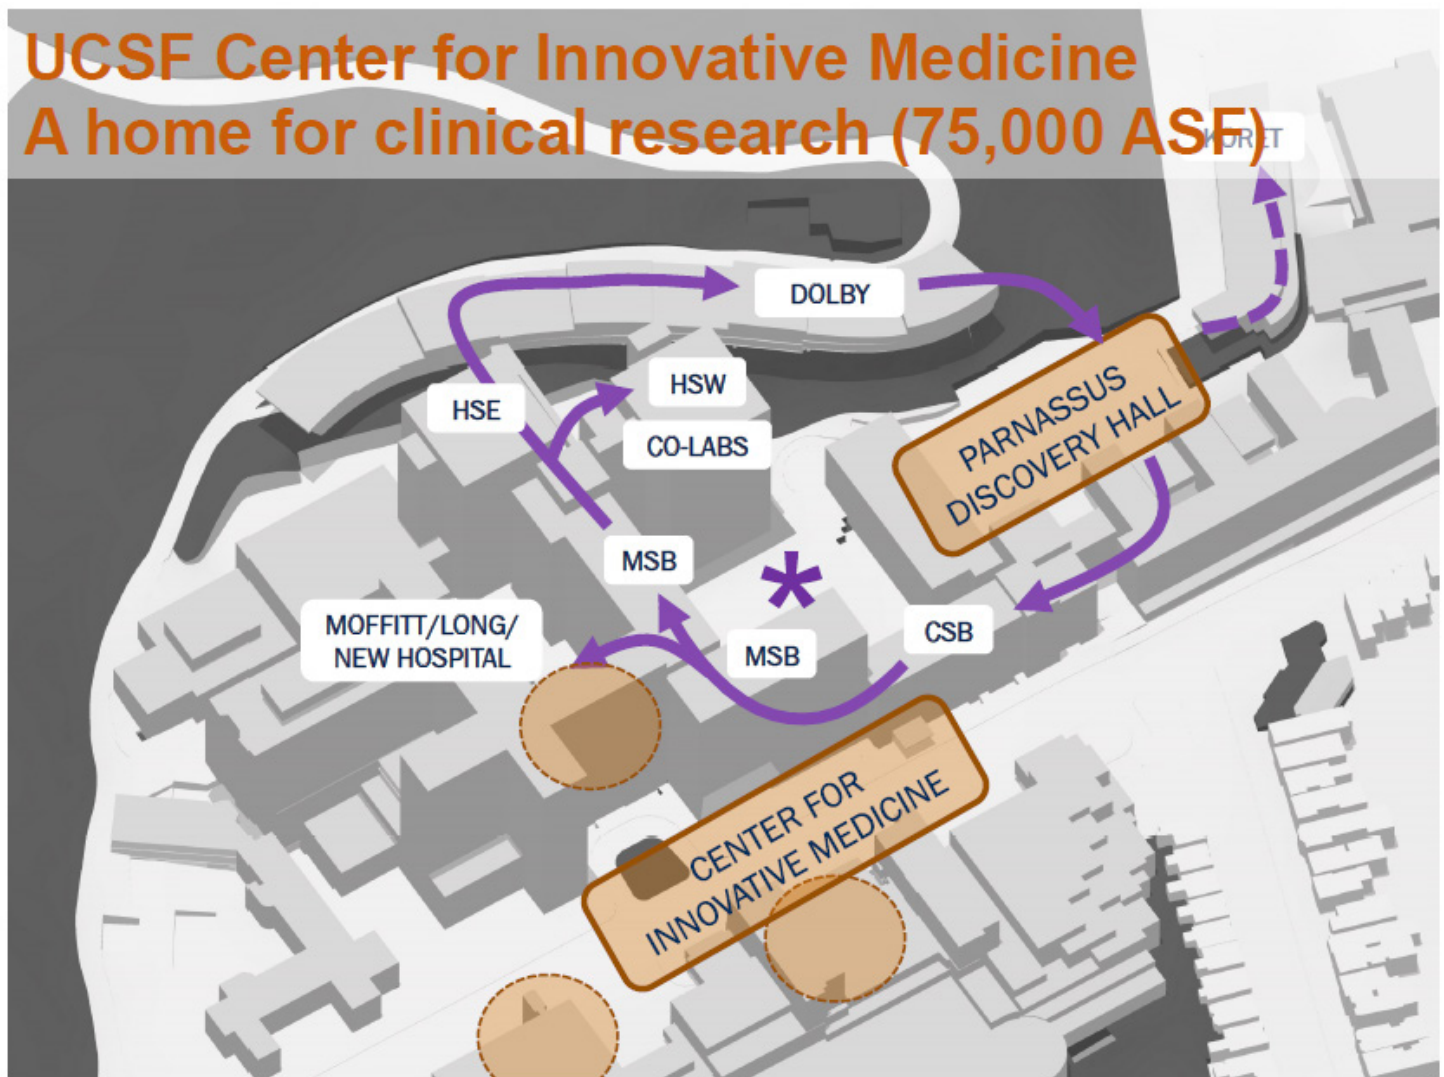 UCSF Center for Innovative Medicine
A home for clinical research (75,000 ASF)
KORET
DOLBY
HSW
HSE
CO-LABS
PARNASSUS
DISCOVERY HALL
MSB
*
MOFFITT/LONG/
NEW HOSPITAL
MSB
CSB
CENTER FOR
INNOVATIVE MEDICINE